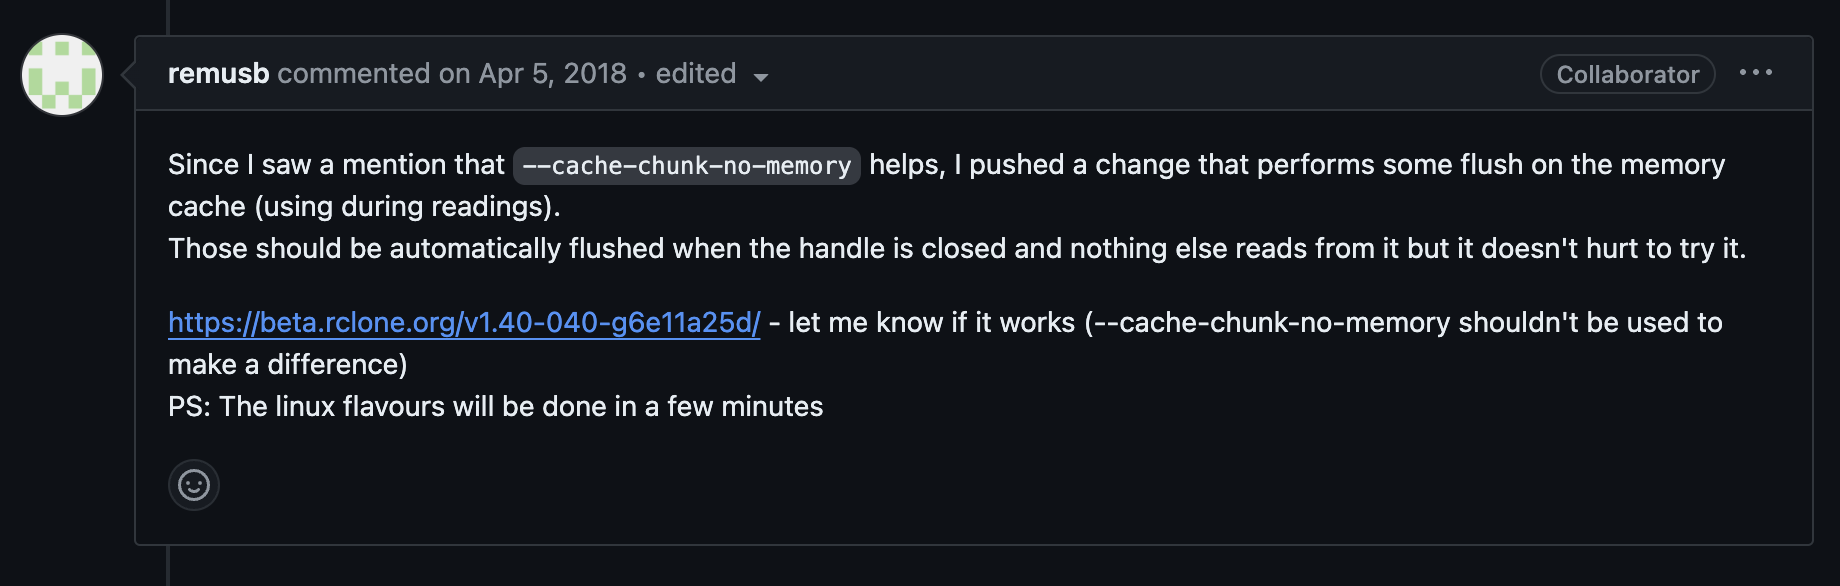 remusb commented on Apr 5, 2018 • edited
Collaborator
Since I saw a mention that --cache-chunk-no-memory helps, I pushed a change that performs some flush on the memory
cache (using during readings).
Those should be automatically flushed when the handle is closed and nothing else reads from it but it doesn't hurt to try it.
https://beta.rclone.org/v1.40-040-g6e11a25d/ - let me know if it works (--cache-chunk-no-memory shouldn't be used to
make a difference)
PS: The linux flavours will be done in a few minutes